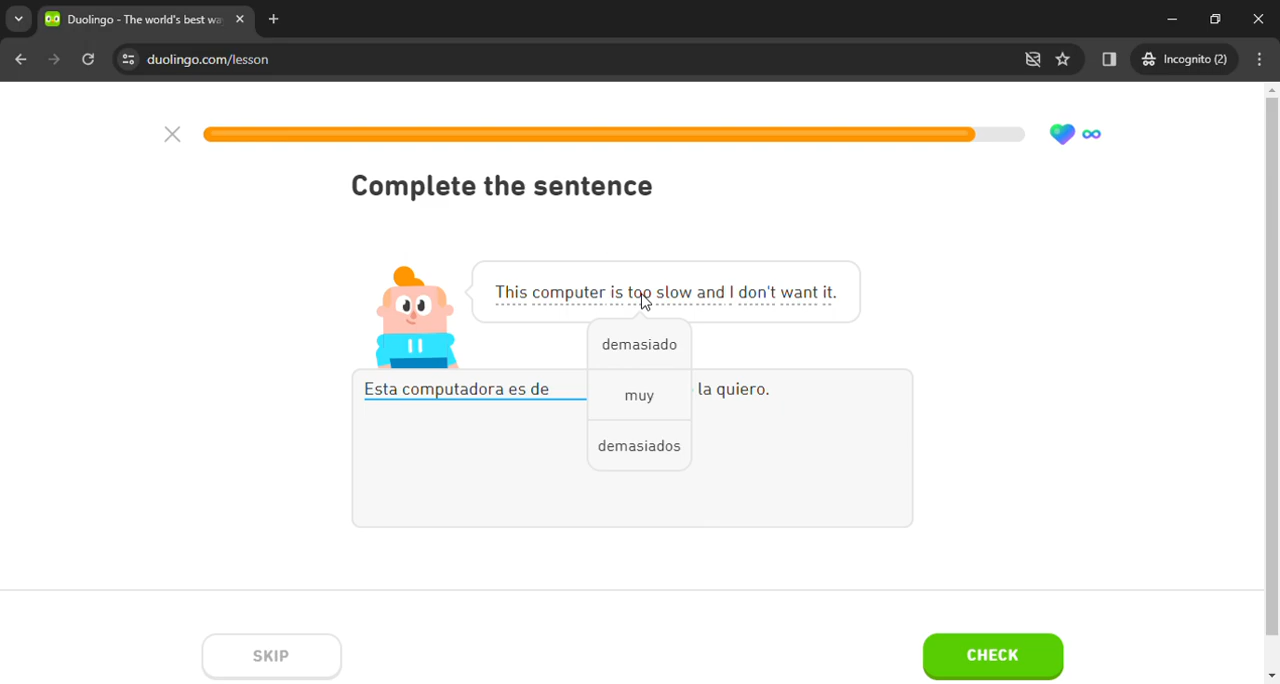 Duolingo - The world's best wa
duolingo.com/lesson
Incognito (2)
Complete the sentence
This computer is too slow and I don't want it.
demasiado
muy
demasiados
Esta computadora es de la quiero.
SKIP
CHECK